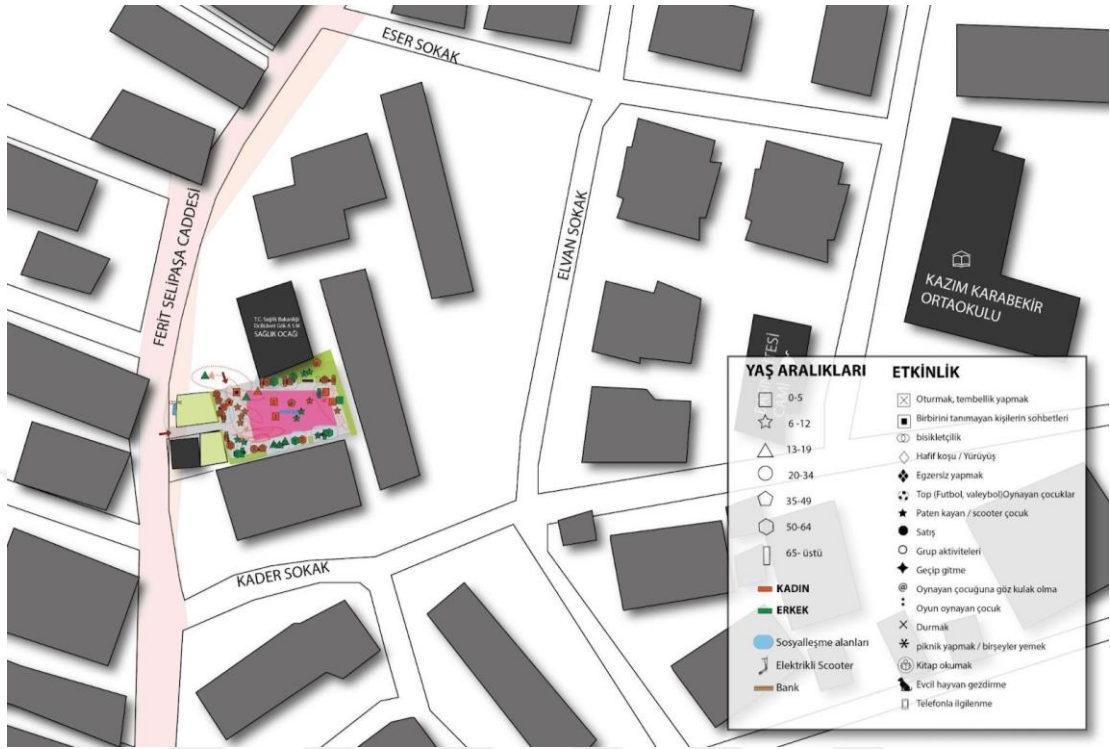 ESER SOKAK
FERİT SELİPAŞA CADDESİ
ELVAN SOKAK
KAZIM KARABEKİR
ORTAOKULU
T.C. Sağlık Bakanlığı
SAĞLIK OCAĞI
KADER SOKAK
YAŞ ARALIKLARI
0-5
6 -12
13-19
20-34
35-49
50-64
65- üstü
KADIN
ERKEK
Sosyalleşme alanları
Elektrikli Scooter
Bank
ETKİNLİK
Oturmak, tembellik yapmak
Birbirini tanımayan kişilerin sohbetleri
bisikletçilik
Hafif koşu / Yürüyüş
Egzersiz yapmak
Top (Futbol, valeybol)Oynayan çocuklar
Paten kayan / scooter çocuk
Satış
Grup aktiviteleri
Geçip gitme
@ Oynayan çocuğuna göz kulak olma
Oyun oynayan çocuk
Durmak
piknik yapmak / birşeyler yemek
Kitap okumak
Evcil hayvan gezdirme
Telefonla ilgilenme